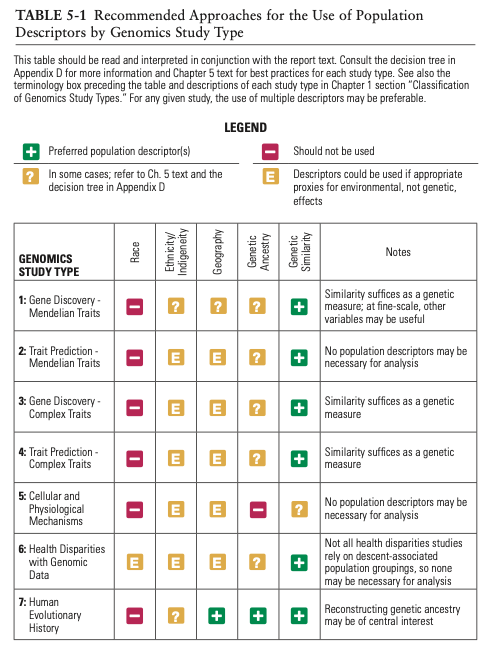 TABLE 5-1 Recommended Approaches for the Use of Population
Descriptors by Genomics Study Type
This table should be read and interpreted in conjunction with the report text. Consult the decision tree in
Appendix D for more information and Chapter 5 text for best practices for each study type. See also the
terminology box preceding the table and descriptions of each study type in Chapter 1 section “Classification
of Genomics Study Types.” For any given study, the use of multiple descriptors may be preferable.
LEGEND
+ Preferred population descriptor(s)
− Should not be used
? In some cases; refer to Ch. 5 text and the
decision tree in Appendix D
E Descriptors could be used if appropriate
proxies for environmental, not genetic,
effects
GENOMICS
STUDY TYPE
Race
Ethnicity/
Indigeneity
Geography
Genetic
Ancestry
Genetic
Similarity
Notes
1: Gene Discovery -
Mendelian Traits
− ? ? ? +
Similarity suffices as a genetic
measure; at fine-scale, other
variables may be useful
2: Trait Prediction -
Mendelian Traits
− E E ? +
No population descriptors may be
necessary for analysis
3: Gene Discovery -
Complex Traits
− E E ? +
Similarity suffices as a genetic
measure
4: Trait Prediction -
Complex Traits
− E E ? +
Similarity suffices as a genetic
measure
5: Cellular and
Physiological
Mechanisms
− E E − ?
No population descriptors may be
necessary for analysis
6: Health Disparities
with Genomic
Data
E E E ? +
Not all health disparities studies
rely on descent-associated
population groupings, so none
may be necessary for analysis
7: Human
Evolutionary
History
− ? + + +
Reconstructing genetic ancestry
may be of central interest